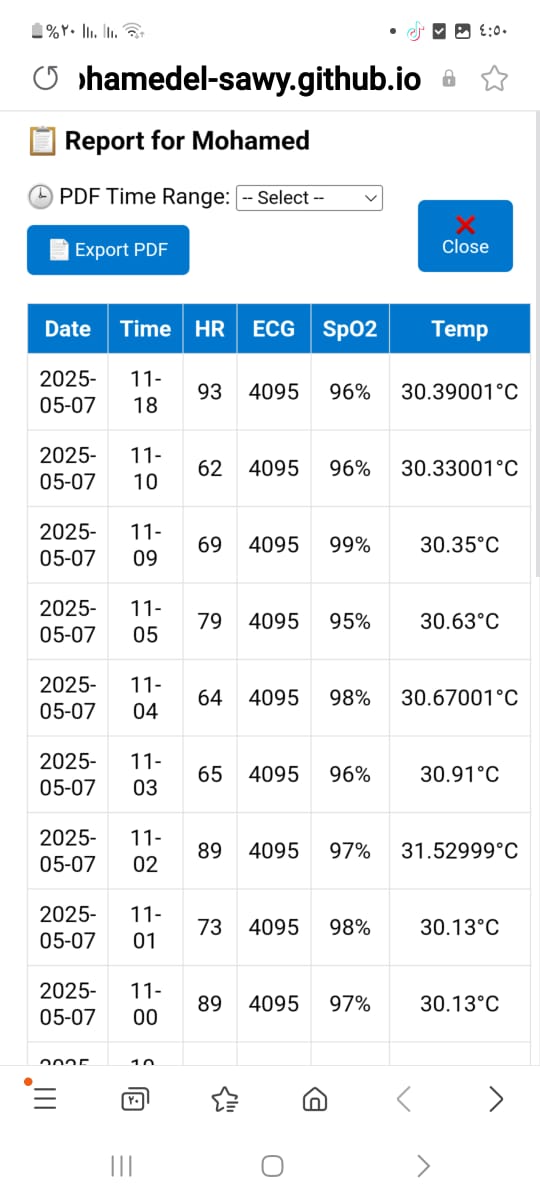 %٢٠
٤:٥٠
ohamedel-sawy.github.io
Report for Mohamed
PDF Time Range: -- Select --
Export PDF
Close
Date Time HR ECG SpO2 Temp
2025-05-07 11-18 93 4095 96% 30.39001°C
2025-05-07 11-10 62 4095 96% 30.33001°C
2025-05-07 11-09 69 4095 99% 30.35°C
2025-05-07 11-05 79 4095 95% 30.63°C
2025-05-07 11-04 64 4095 98% 30.67001°C
2025-05-07 11-03 65 4095 96% 30.91°C
2025-05-07 11-02 89 4095 97% 31.52999°C
2025-05-07 11-01 73 4095 98% 30.13°C
2025-05-07 11-00 89 4095 97% 30.13°C
٢٠